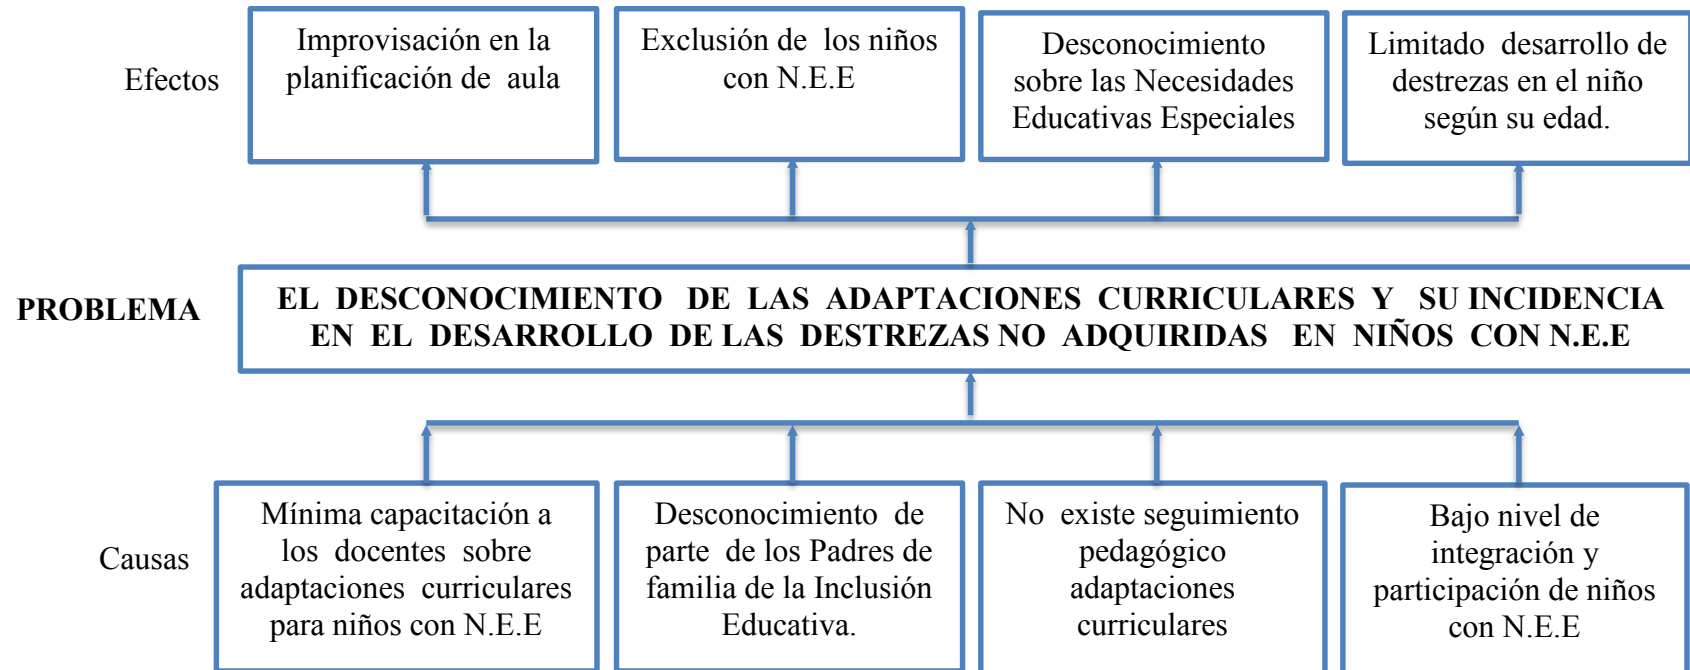 Efectos
Improvisación en la
planificación de aula
Exclusión de los niños
con N.E.E
Desconocimiento
sobre las Necesidades
Educativas Especiales
Limitado desarrollo de
destrezas en el niño
según su edad.
PROBLEMA
EL DESCONOCIMIENTO DE LAS ADAPTACIONES CURRICULARES Y SU INCIDENCIA
EN EL DESARROLLO DE LAS DESTREZAS NO ADQUIRIDAS EN NIÑOS CON N.E.E
Causas
Mínima capacitación a
los docentes sobre
adaptaciones curriculares
para niños con N.E.E
Desconocimiento de
parte de los Padres de
familia de la Inclusión
Educativa.
No existe seguimiento
pedagógico
adaptaciones
curriculares
Bajo nivel de
integración y
participación de niños
con N.E.E